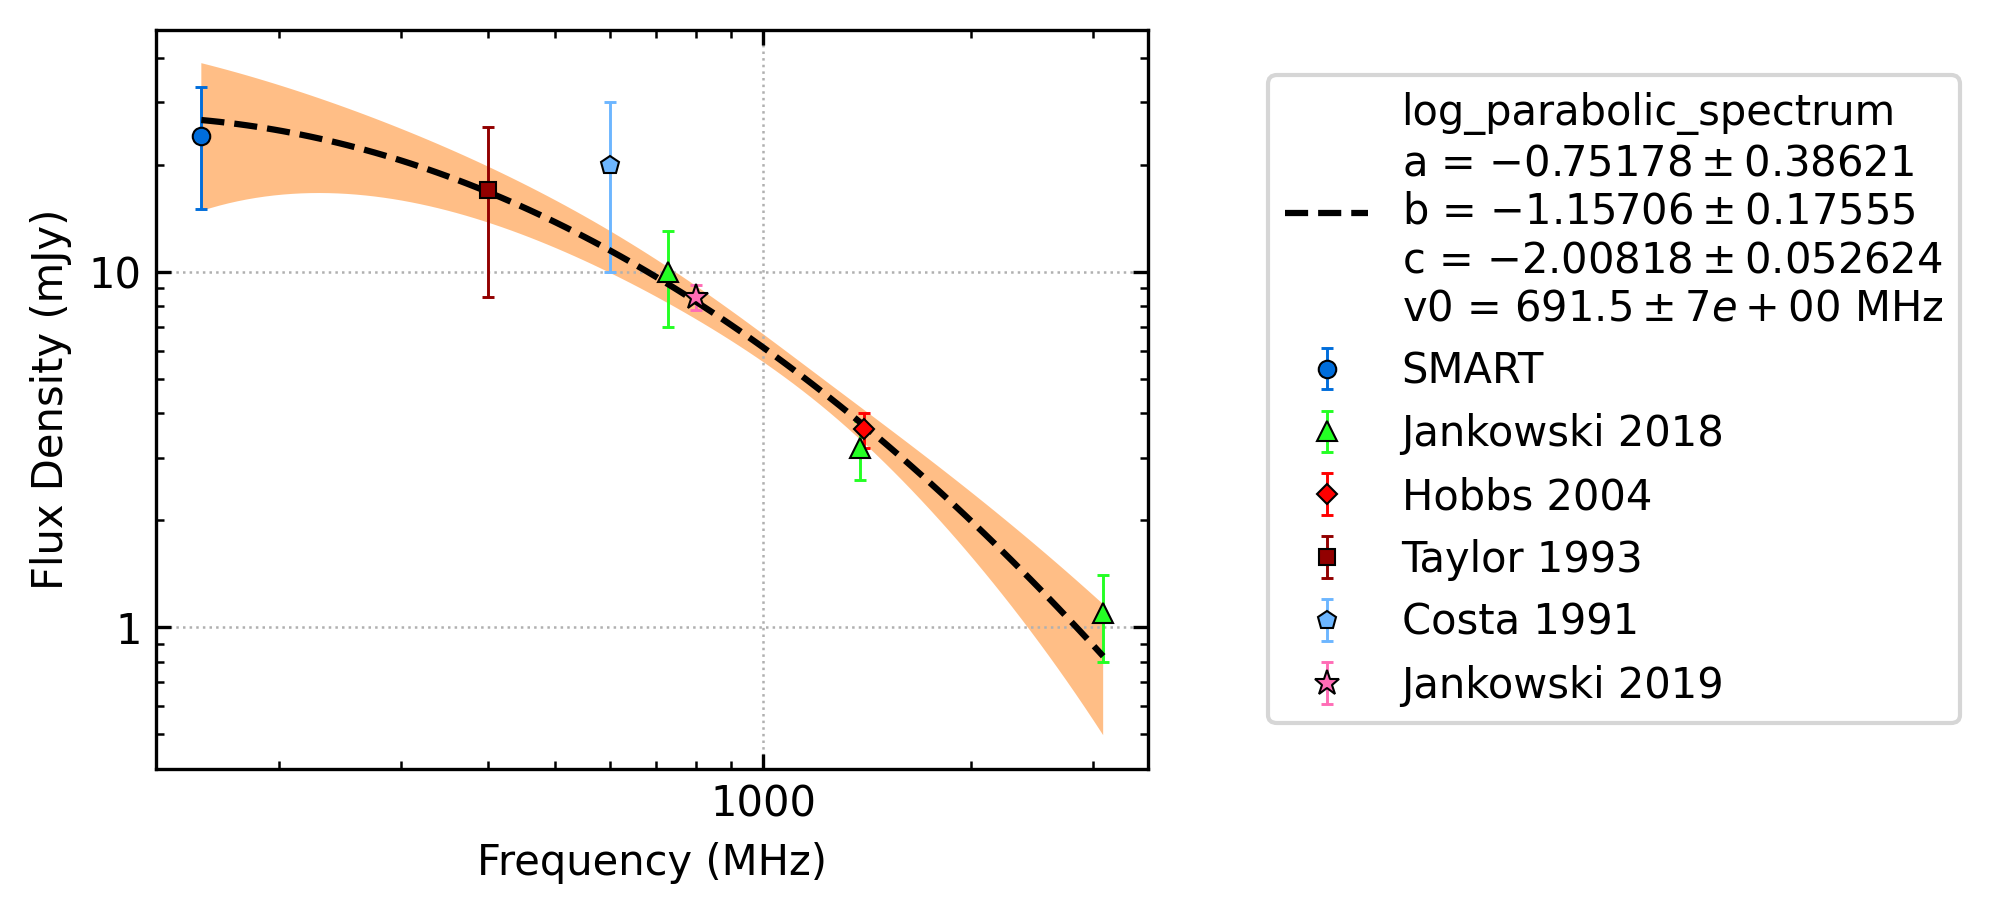 10
1
1000
Flux Density (mJy)
Frequency (MHz)
log_parabolic_spectrum
a = −0.75178 ± 0.38621
b = −1.15706 ± 0.17555
c = −2.00818 ± 0.052624
v0 = 691.5 ± 7e + 00 MHz
SMART
Jankowski 2018
Hobbs 2004
Taylor 1993
Costa 1991
Jankowski 2019